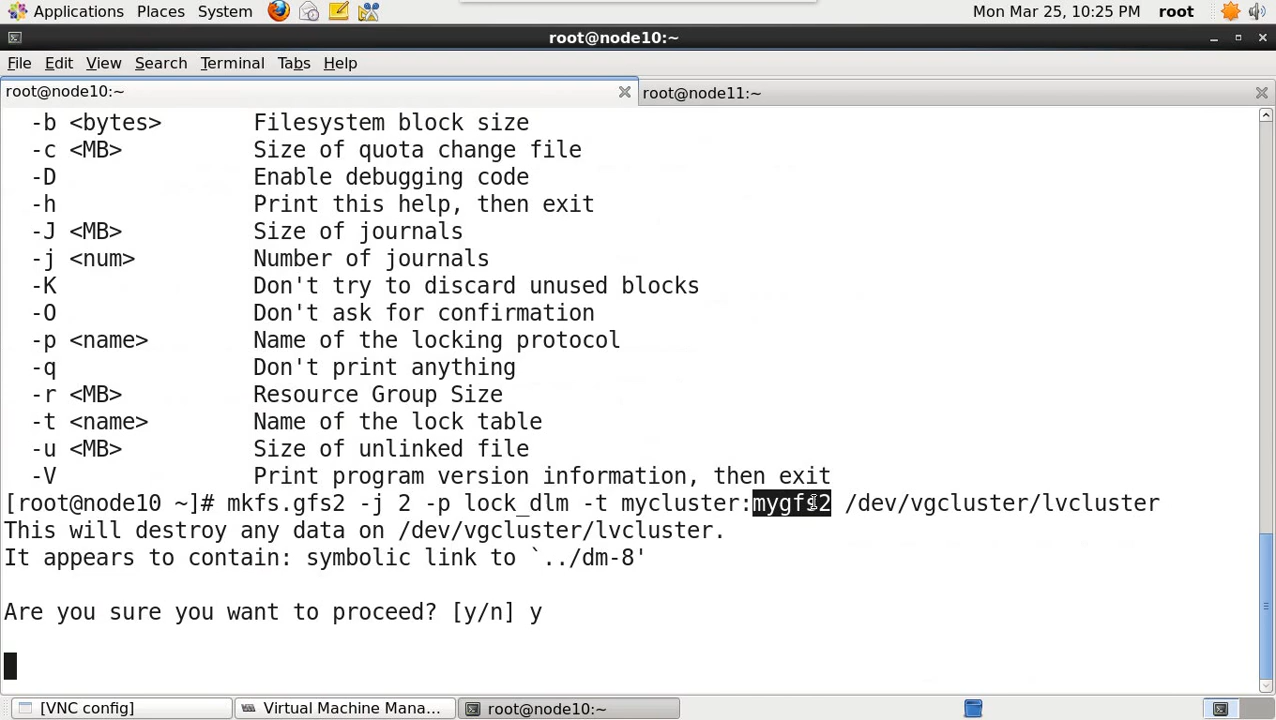 Applications Places System Mon Mar 25, 10:25 PM root
root@node10:~
File Edit View Search Terminal Tabs Help
root@node10:~ root@node11:~
-b <bytes> Filesystem block size
-c <MB> Size of quota change file
-D Enable debugging code
-h Print this help, then exit
-J <MB> Size of journals
-j <num> Number of journals
-K Don't try to discard unused blocks
-O Don't ask for confirmation
-p <name> Name of the locking protocol
-q Don't print anything
-r <MB> Resource Group Size
-t <name> Name of the lock table
-u <MB> Size of unlinked file
-V Print program version information, then exit
[root@node10 ~]# mkfs.gfs2 -j 2 -p lock_dlm -t mycluster:mygfs2 /dev/vgcluster/lvcluster
This will destroy any data on /dev/vgcluster/lvcluster.
It appears to contain: symbolic link to `../dm-8'
Are you sure you want to proceed? [y/n] y
[VNC config] Virtual Machine Mana... root@node10:~